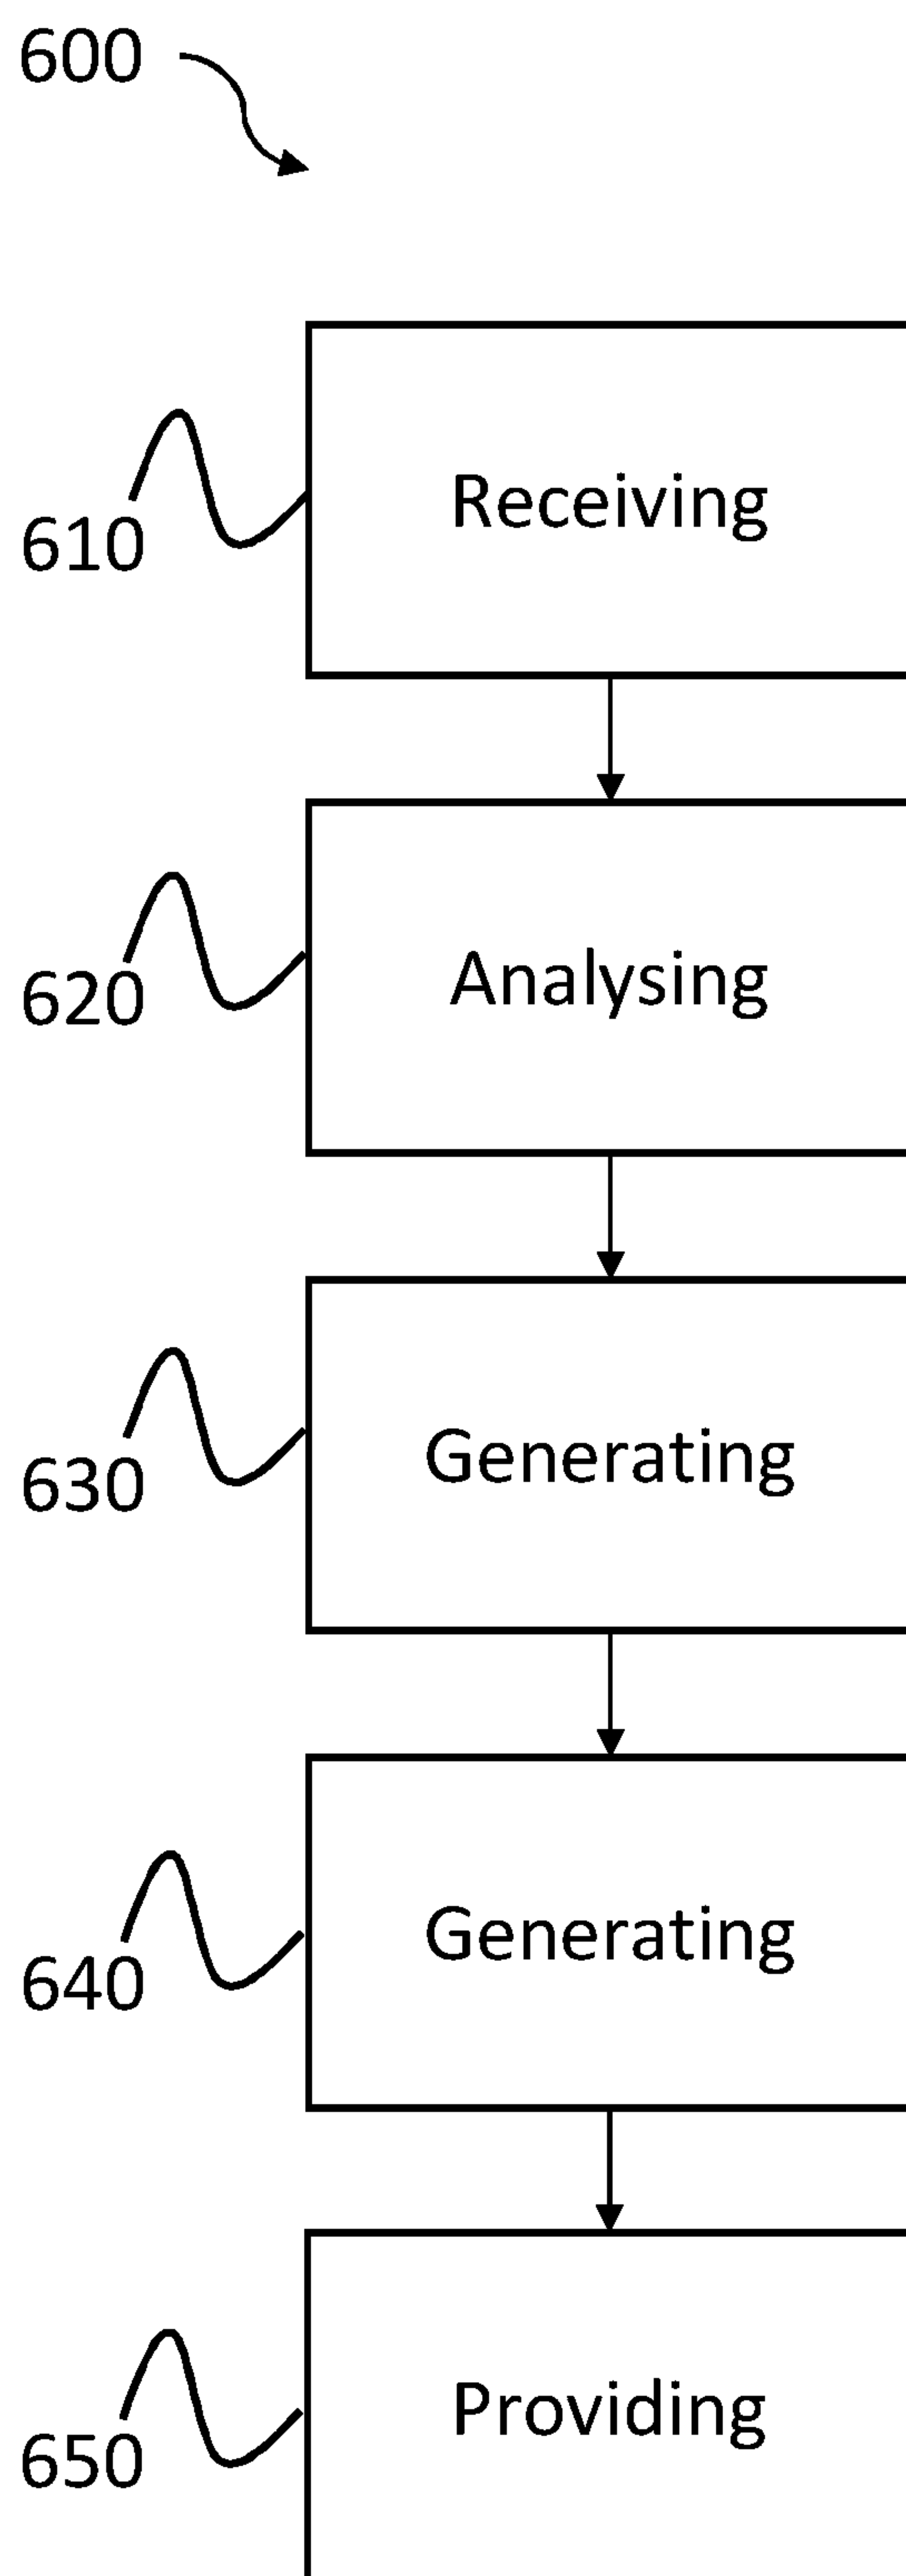 600
Receiving
610
Analysing
620
Generating
630
Generating
640
Providing
650